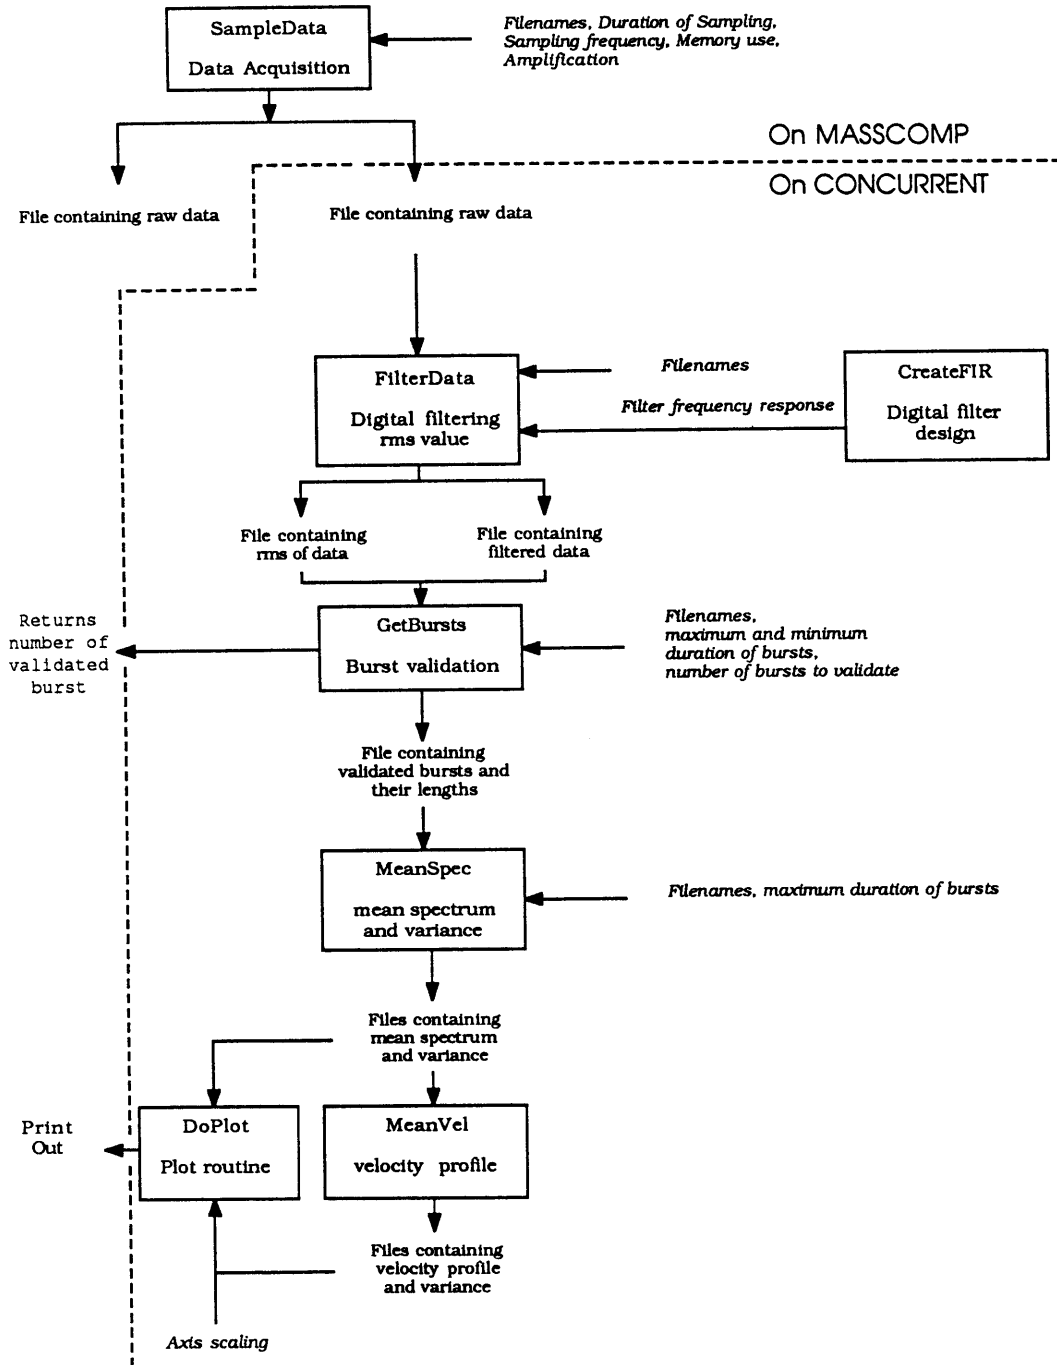 SampleData
Data Acquisition
Filenames, Duration of Sampling,
Sampling frequency, Memory use,
Amplification
On MASSCOMP
On CONCURRENT
File containing raw data
File containing raw data
FilterData
Digital filtering
rms value
Filenames
Filter frequency response
CreateFIR
Digital filter
design
File containing
rms of data
File containing
filtered data
Returns
number of
validated
burst
GetBursts
Burst validation
Filenames,
maximum and minimum
duration of bursts,
number of bursts to validate
File containing
validated bursts and
their lengths
MeanSpec
mean spectrum
and variance
Filenames, maximum duration of bursts
Files containing
mean spectrum
and variance
Print
Out
DoPlot
Plot routine
MeanVel
velocity profile
Files containing
velocity profile
and variance
Axis scaling